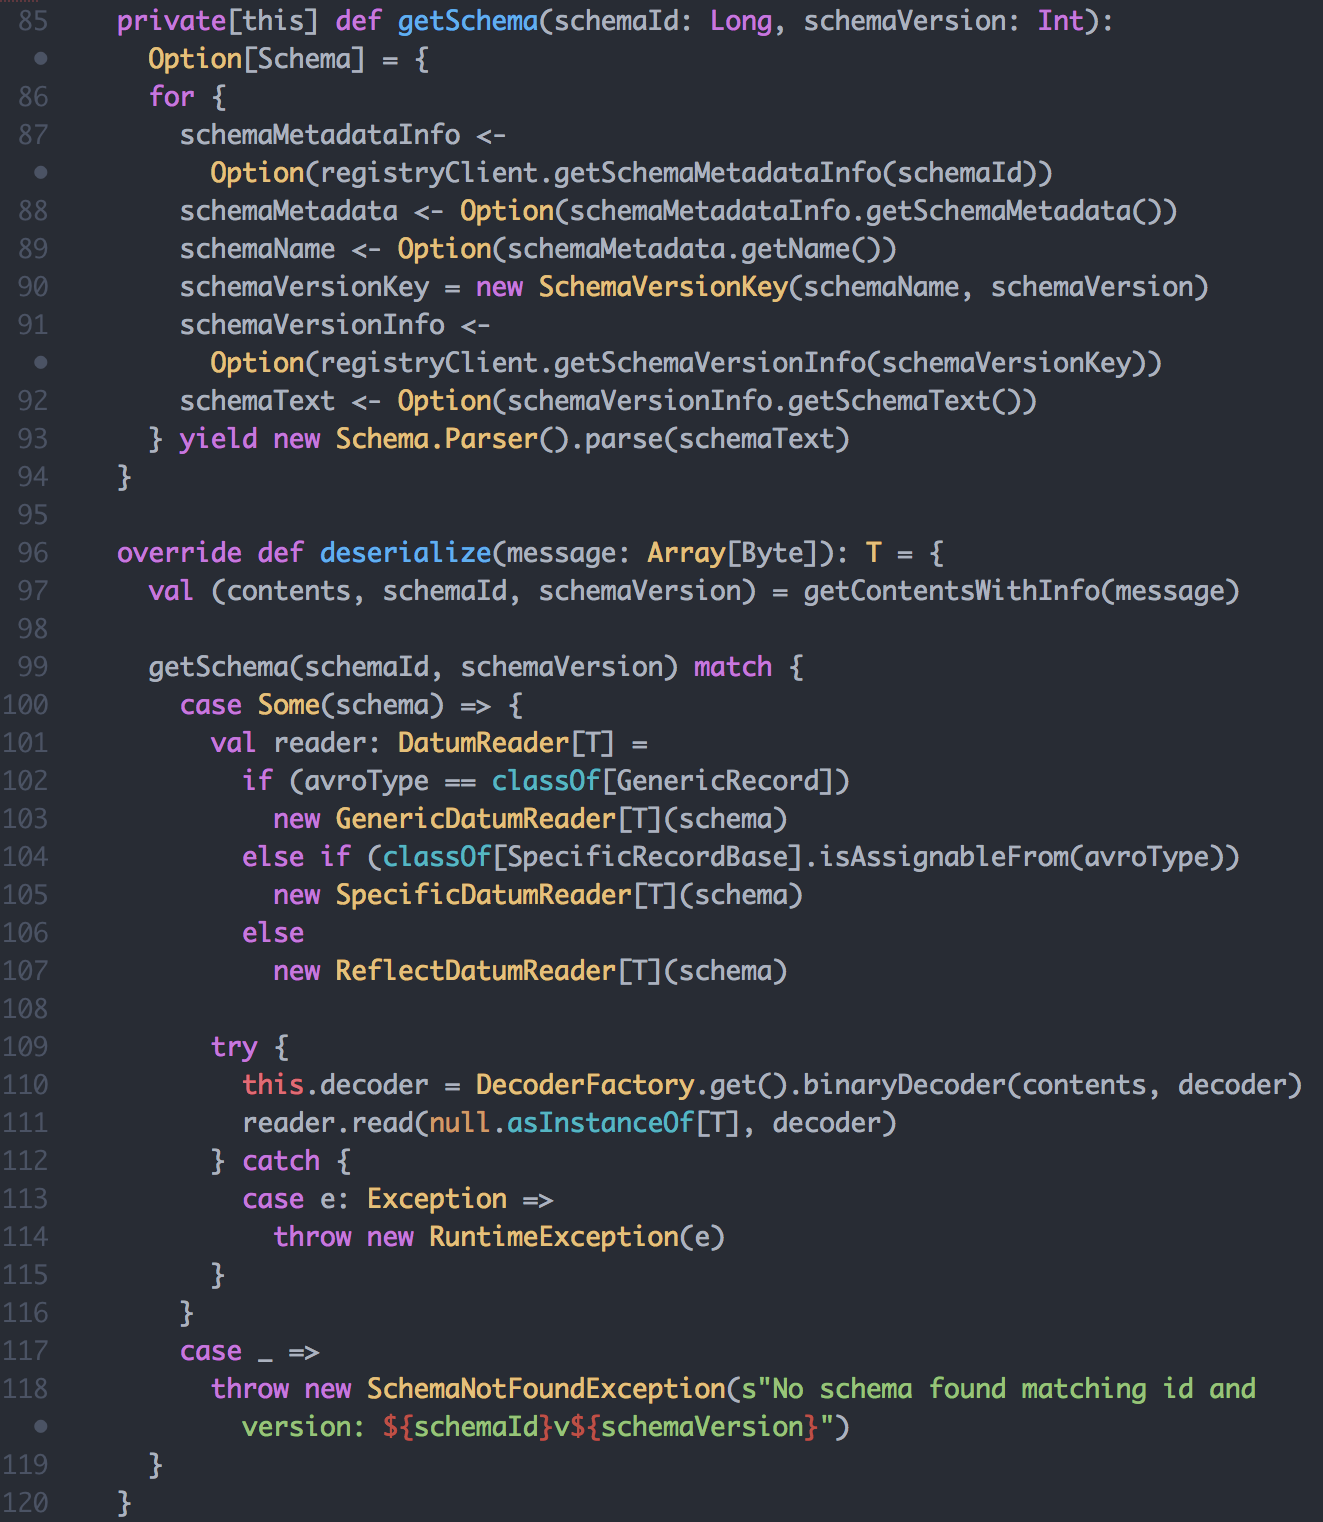 85 private[this] def getSchema(schemaId: Long, schemaVersion: Int):
• Option[Schema] = {
86 for {
87 schemaMetadataInfo <-
• Option(registryClient.getSchemaMetadataInfo(schemaId))
88 schemaMetadata <- Option(schemaMetadataInfo.getSchemaMetadata())
89 schemaName <- Option(schemaMetadata.getName())
90 schemaVersionKey = new SchemaVersionKey(schemaName, schemaVersion)
91 schemaVersionInfo <-
• Option(registryClient.getSchemaVersionInfo(schemaVersionKey))
92 schemaText <- Option(schemaVersionInfo.getSchemaText())
93 } yield new Schema.Parser().parse(schemaText)
94 }
95
96 override def deserialize(message: Array[Byte]): T = {
97 val (contents, schemaId, schemaVersion) = getContentsWithInfo(message)
98
99 getSchema(schemaId, schemaVersion) match {
100 case Some(schema) => {
101 val reader: DatumReader[T] =
102 if (avroType == classOf[GenericRecord])
103 new GenericDatumReader[T](schema)
104 else if (classOf[SpecificRecordBase].isAssignableFrom(avroType))
105 new SpecificDatumReader[T](schema)
106 else
107 new ReflectDatumReader[T](schema)
108
109 try {
110 this.decoder = DecoderFactory.get().binaryDecoder(contents, decoder)
111 reader.read(null.asInstanceOf[T], decoder)
112 } catch {
113 case e: Exception =>
114 throw new RuntimeException(e)
115 }
116 }
117 case _ =>
118 throw new SchemaNotFoundException(s"No schema found matching id and
• version: ${schemaId}v${schemaVersion}")
119 }
120 }